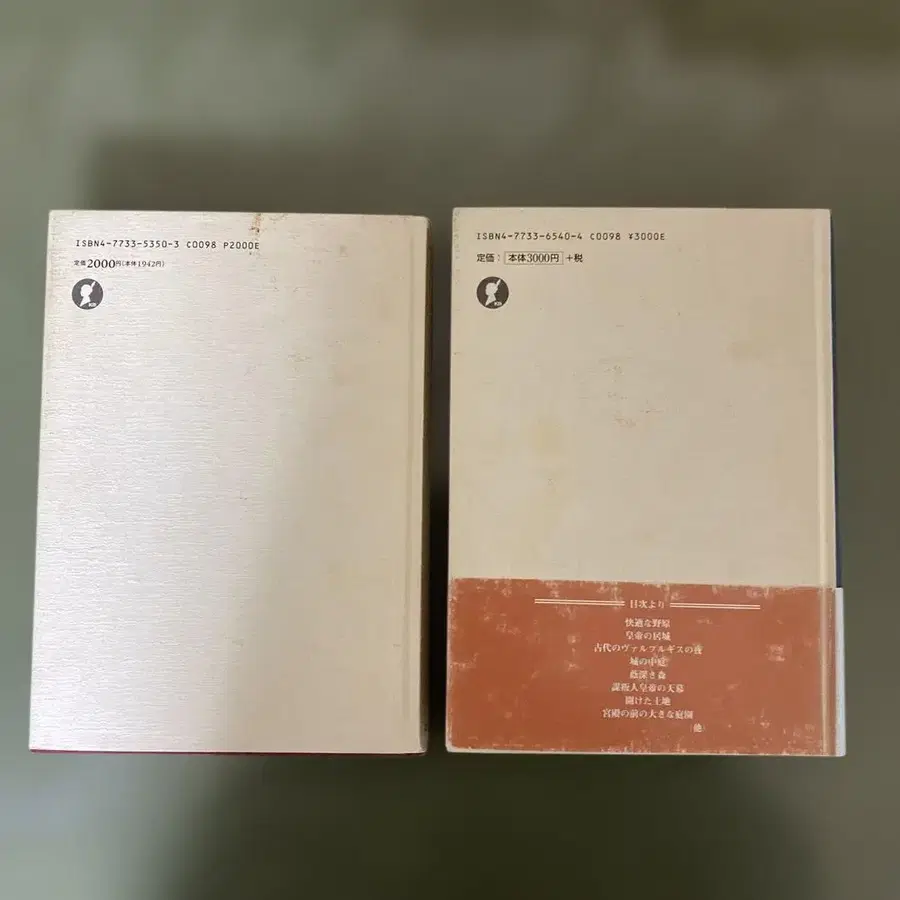 ISBN4-7733-5350-3 C0098 P2000E
定価2000円(本体1942円)
ISBN4-7733-6540-4 C0098 ¥3000E
定価: 本体3000円 +税
目次より
快適な野原
皇帝の居城
古代のヴァルプルギスの夜
城の中庭
蔭深き森
謀叛人皇帝の天幕
開けた土地
宮殿の前の大きな庭園
(他)